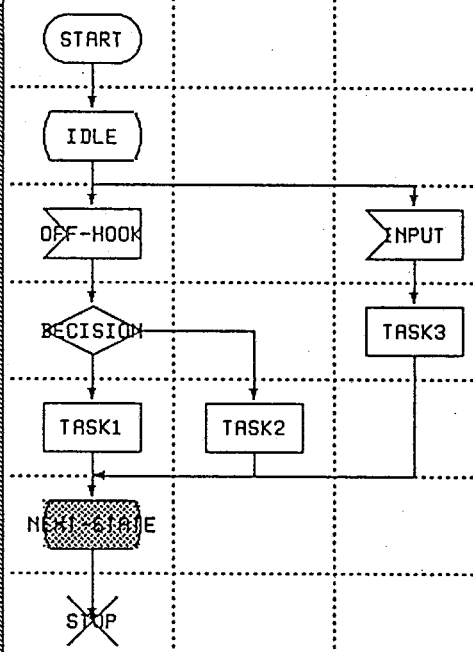 START
IDLE
OFF-HOOK
INPUT
DECISION
TASK3
TASK1
TASK2
NEXT-STATE
STOP